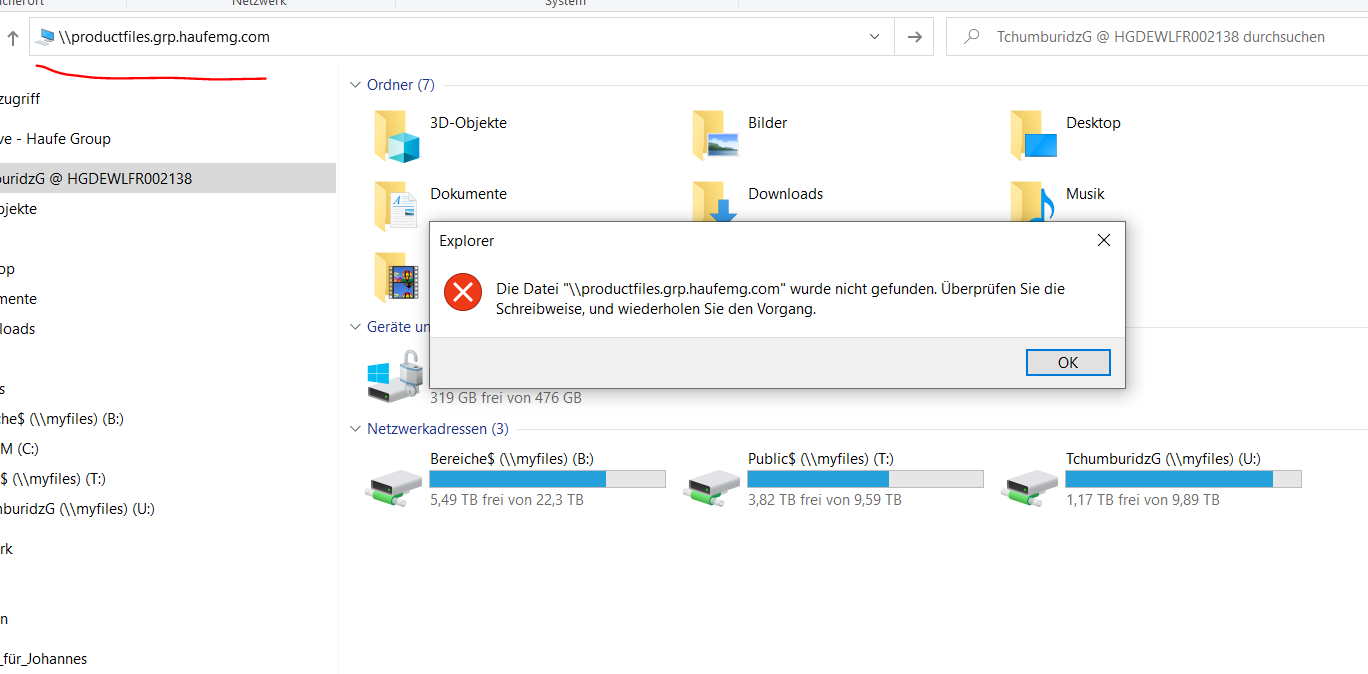 Netzwerk
System
\\productfiles.grp.haufemg.com
TchumburidzG @ HGDEWLFR002138 durchsuchen
zugriff
ve - Haufe Group
buridzG @ HGDEWLFR002138
bjekte
op
mente
loads
s
che$ (\\myfiles) (B:)
M (C:)
$ (\\myfiles) (T:)
mburidzG (\\myfiles) (U:)
rk
n
_für_Johannes
Ordner (7)
3D-Objekte
Bilder
Desktop
Dokumente
Downloads
Musik
Explorer
Die Datei "\\productfiles.grp.haufemg.com" wurde nicht gefunden. Überprüfen Sie die
Schreibweise, und wiederholen Sie den Vorgang.
OK
Geräte un
319 GB frei von 476 GB
Netzwerkadressen (3)
Bereiche$ (\\myfiles) (B:)
5,49 TB frei von 22,3 TB
Public$ (\\myfiles) (T:)
3,82 TB frei von 9,59 TB
TchumburidzG (\\myfiles) (U:)
1,17 TB frei von 9,89 TB